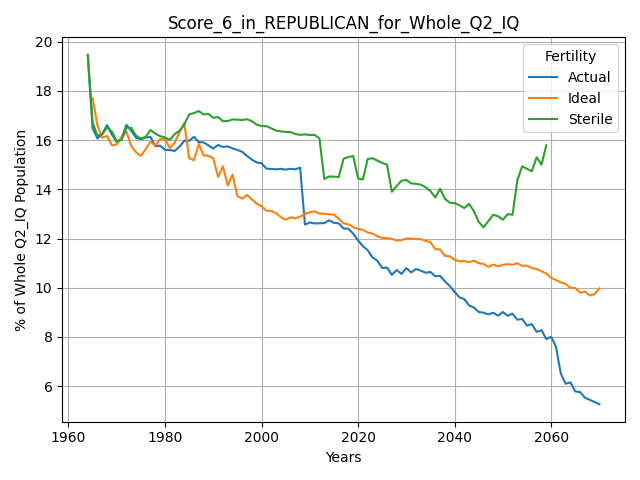 Score_6_in_REPUBLICAN_for_Whole_Q2_IQ
% of Whole Q2_IQ Population
20
18
16
14
12
10
8
6
Fertility
Actual
Ideal
Sterile
1960 1980 2000 2020 2040 2060
Years